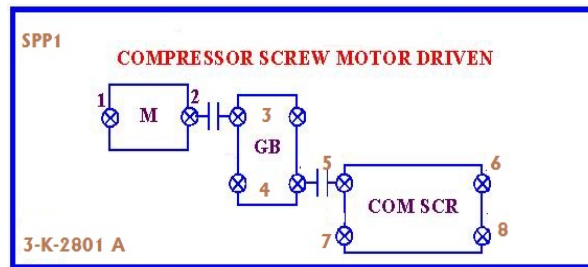 SPP1
COMPRESSOR SCREW MOTOR DRIVEN
1 M 2
3
GB
4
5 6
COM SCR
7 8
3-K-2801 A